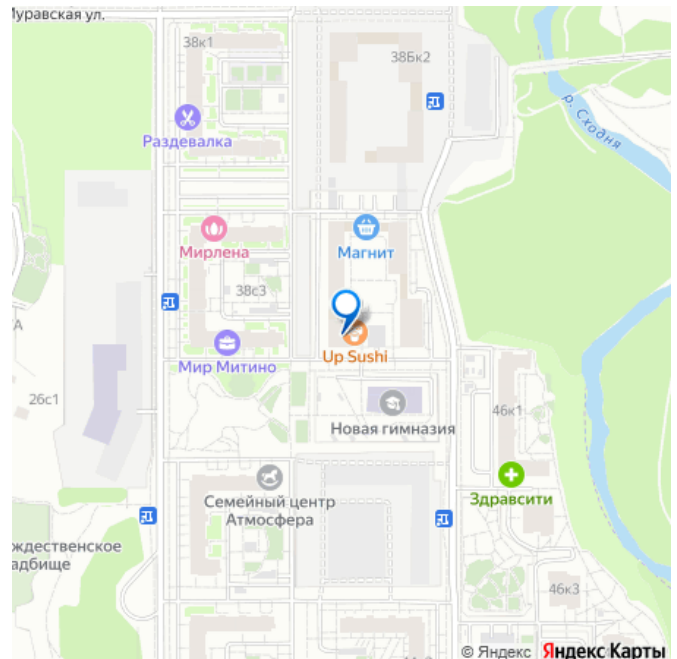 Муравская ул.
38к1
38Бк2
р. Сходня
Раздевалка
Мирлена
Магнит
38с3
А
Up Sushi
Мир Митино
26с1
46к1
Новая гимназия
Здравсити
Семейный центр
Атмосфера
ждественское
адбище
46к3
© Яндекс Яндекс Карты